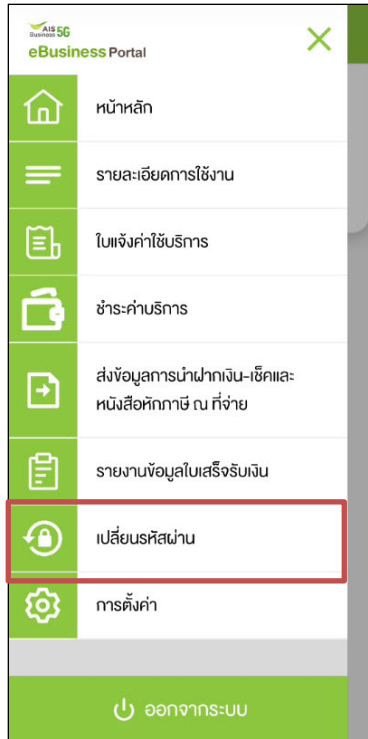 AIS
Business 5G
eBusiness Portal
หน้าหลัก
รายละเอียดการใช้งาน
ใบแจ้งค่าใช้บริการ
ชำระค่าบริการ
ส่งข้อมูลการนำฝากเงิน-เช็คและ
หนังสือหักภาษี ณ ที่จ่าย
รายงานข้อมูลใบเสร็จรับเงิน
เปลี่ยนรหัสผ่าน
การตั้งค่า
ออกจากระบบ